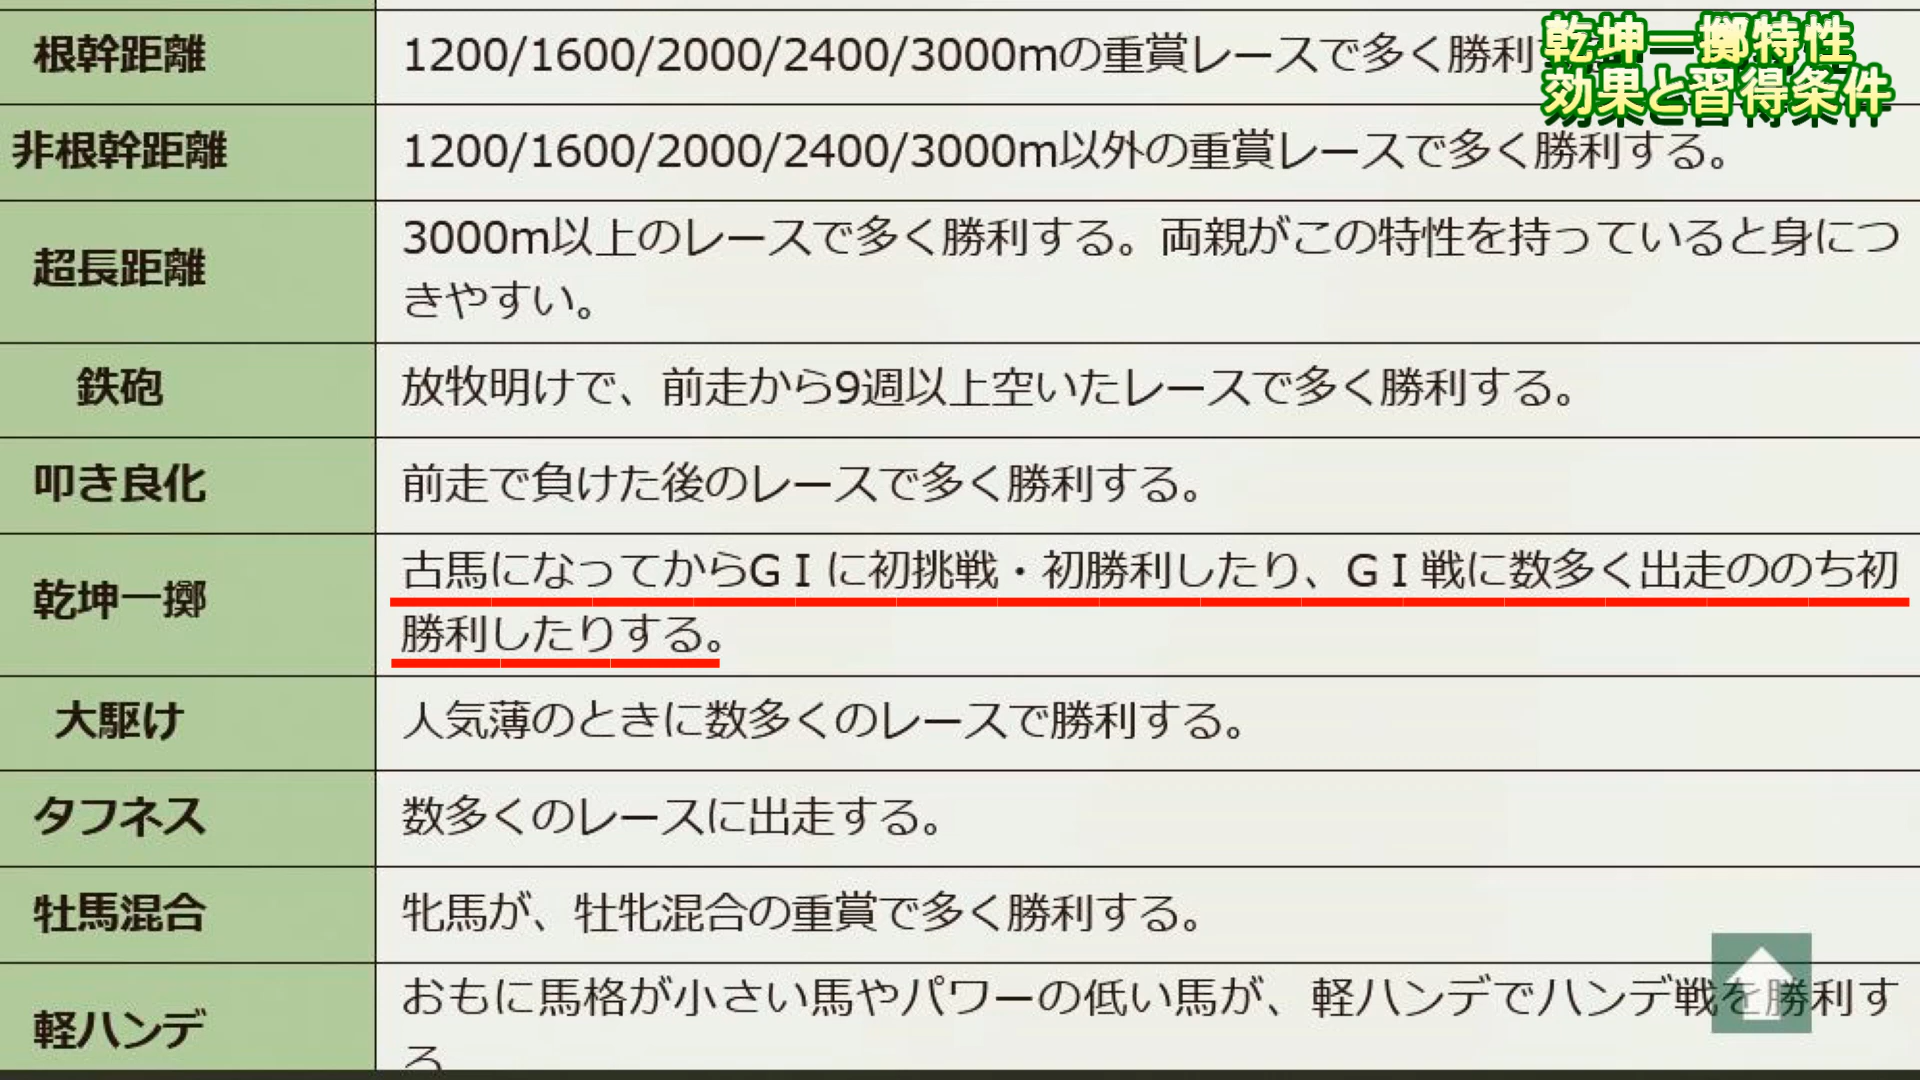 乾坤一擲特性
効果と習得条件
根幹距離
1200/1600/2000/2400/3000mの重賞レースで多く勝利
非根幹距離
1200/1600/2000/2400/3000m以外の重賞レースで多く勝利する。
超長距離
3000m以上のレースで多く勝利する。両親がこの特性を持っていると身につ
きやすい。
鉄砲
放牧明けで、前走から9週以上空いたレースで多く勝利する。
叩き良化
前走で負けた後のレースで多く勝利する。
乾坤一擲
古馬になってからGⅠに初挑戦・初勝利したり、GⅠ戦に数多く出走ののち初
勝利したりする。
大駆け
人気薄のときに数多くのレースで勝利する。
タフネス
数多くのレースに出走する。
牡馬混合
牝馬が、牡牝混合の重賞で多く勝利する。
軽ハンデ
おもに馬格が小さい馬やパワーの低い馬が、軽ハンデでハンデ戦を勝利す